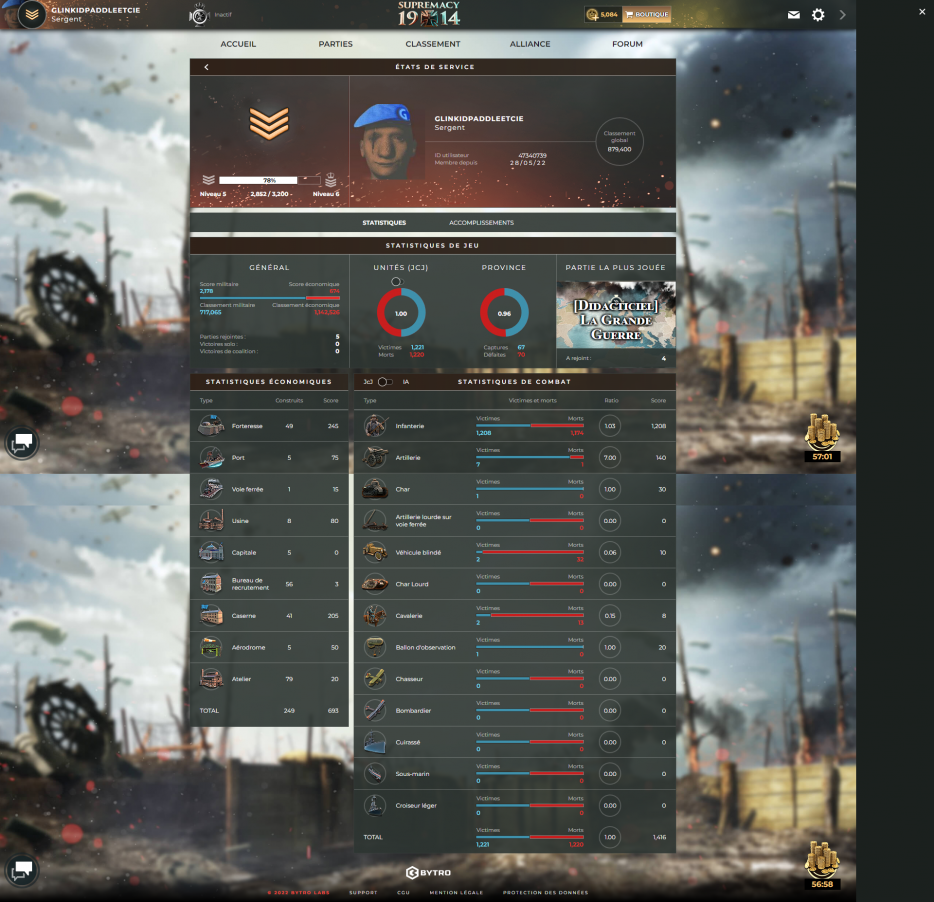 GLINKIDPADDLEETCIE
Sergent
Inactif
SUPREMACY
1914
5,084
BOUTIQUE
ACCUEIL PARTIES CLASSEMENT ALLIANCE FORUM
ÉTATS DE SERVICE
78%
Niveau 5 2,852 / 3,200 - Niveau 6
GLINKIDPADDLEETCIE
Sergent
ID utilisateur 47340739
Membre depuis 28/05/22
Classement
global
879,400
STATISTIQUES ACCOMPLISSEMENTS
STATISTIQUES DE JEU
GÉNÉRAL
Score militaire Score économique
2,178
Classement militaire Classement économique
717,065
Parties rejointes : 5
Victoires solo : 0
Victoires de coalition : 0
UNITÉS (JCJ)
1.00
Victimes 1,221
Morts 1,220
PROVINCE
0.96
Captures 67
Défaites 70
PARTIE LA PLUS JOUÉE
[DIDACTICIEL]
LA GRANDE
GUERRE
A rejoint : 4
STATISTIQUES ÉCONOMIQUES
Type Construits Score
Forteresse 49 245
Port 5 75
Voie ferrée 1 15
Usine 8 80
Capitale 5 0
Bureau de
recrutement 56 3
Caserne 41 205
Aérodrome 5 50
Atelier 79 20
TOTAL 249 693
JcJ IA STATISTIQUES DE COMBAT
Type Victimes et morts Ratio Score
Infanterie Victimes Morts 1.03 1,208
1,208 1,174
Artillerie Victimes Morts 7.00 140
7 1
Char Victimes Morts 1.00 30
1 0
Artillerie lourde sur
voie ferrée Victimes Morts 0.00 0
0 0
Véhicule blindé Victimes Morts 0.06 10
2 32
Char Lourd Victimes Morts 0.00 0
0 0
Cavalerie Victimes Morts 0.15 8
2 13
Ballon d'observation Victimes Morts 1.00 20
1 0
Chasseur Victimes Morts 0.00 0
0 0
Bombardier Victimes Morts 0.00 0
0 0
Cuirassé Victimes Morts 0.00 0
0 0
Sous-marin Victimes Morts 0.00 0
0 0
Croiseur léger Victimes Morts 0.00 0
0 0
TOTAL Victimes Morts 1.00 1,416
1,221 1,220
57:01
56:58
BYTRO
© 2022 BYTRO LABS SUPPORT CGU MENTION LÉGALE PROTECTION DES DONNÉES